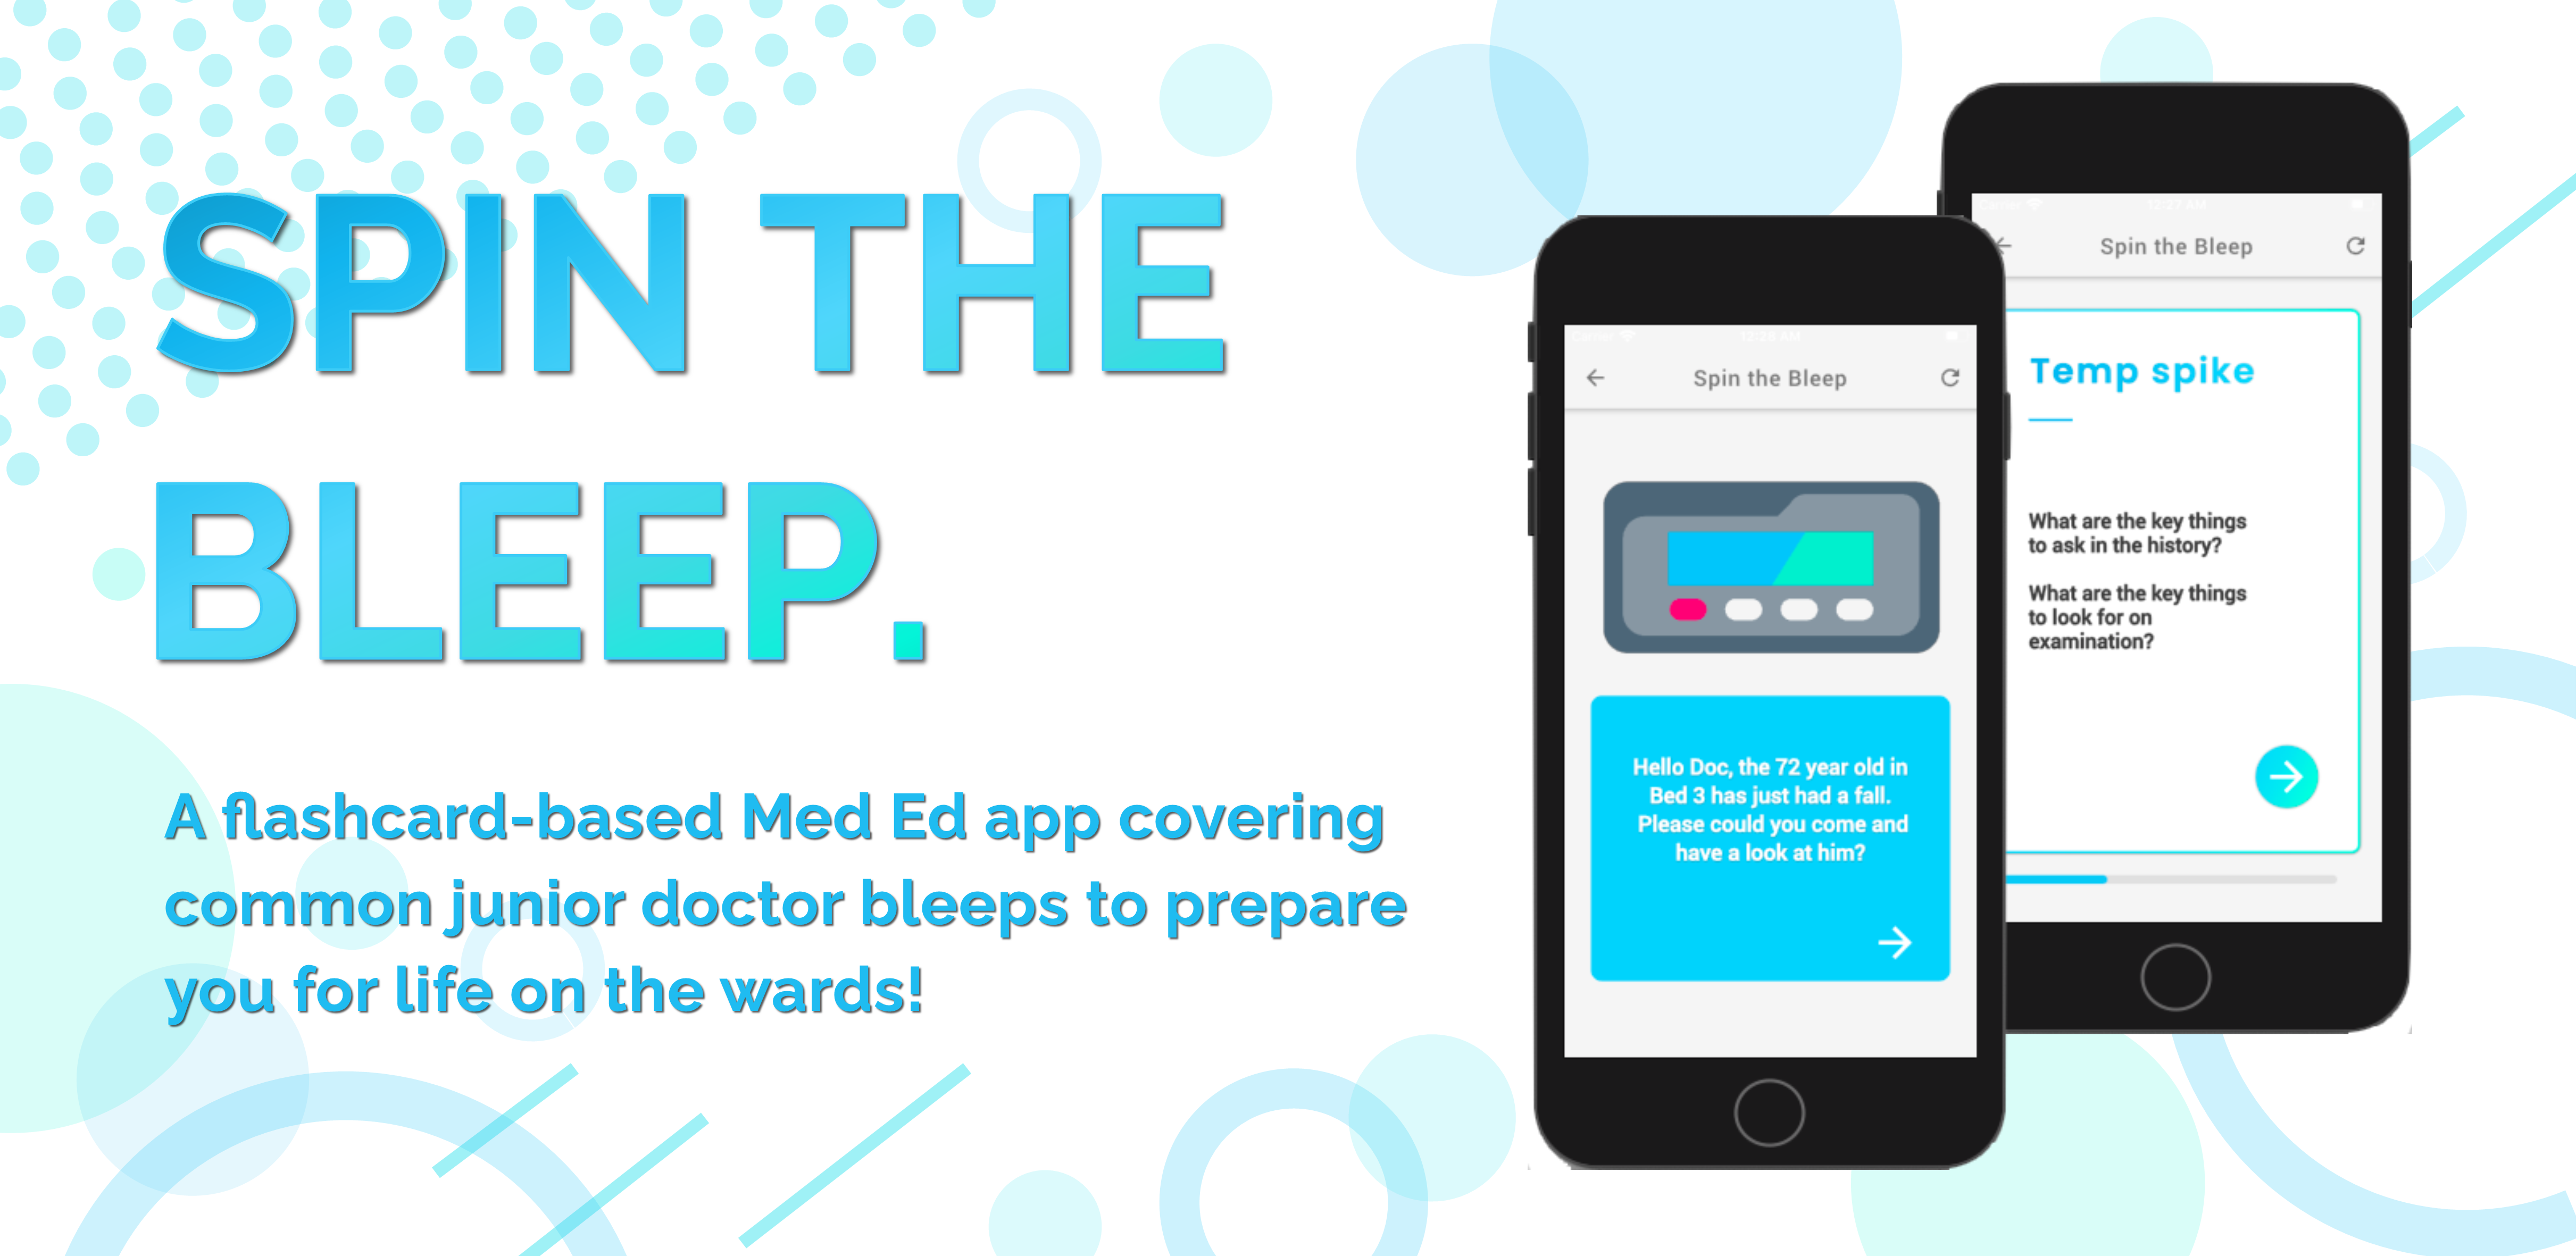 SPIN THE
BLEEP.
A flashcard-based Med Ed app covering
common junior doctor bleeps to prepare
you for life on the wards!
Spin the Bleep
Hello Doc, the 72 year old in
Bed 3 has just had a fall.
Please could you come and
have a look at him?
12:27 AM
Spin the Bleep
Temp spike
What are the key things
to ask in the history?
What are the key things
to look for on
examination?